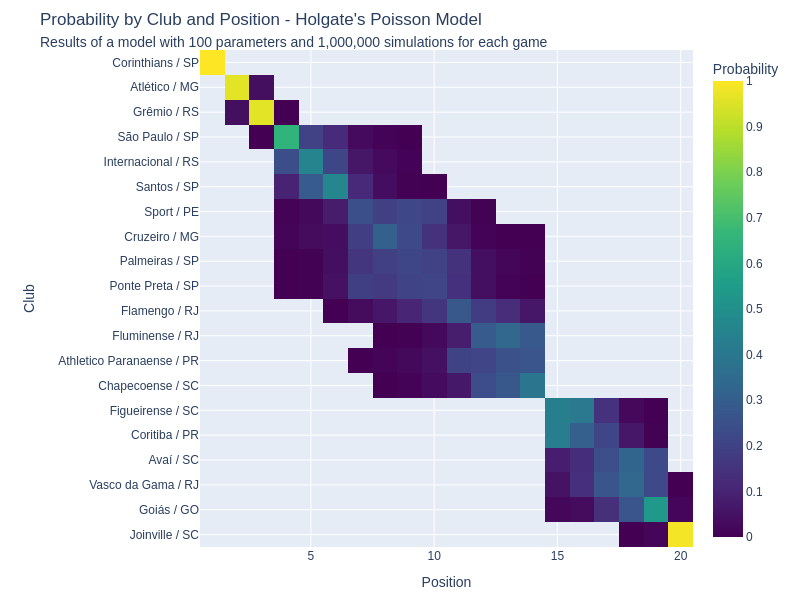 Probability by Club and Position - Holgate's Poisson Model
Results of a model with 100 parameters and 1,000,000 simulations for each game
Probability
Club
Corinthians / SP
Atlético / MG
Grêmio / RS
São Paulo / SP
Internacional / RS
Santos / SP
Sport / PE
Cruzeiro / MG
Palmeiras / SP
Ponte Preta / SP
Flamengo / RJ
Fluminense / RJ
Athletico Paranaense / PR
Chapecoense / SC
Figueirense / SC
Coritiba / PR
Avaí / SC
Vasco da Gama / RJ
Goiás / GO
Joinville / SC
1
0.9
0.8
0.7
0.6
0.5
0.4
0.3
0.2
0.1
0
5
10
15
20
Position